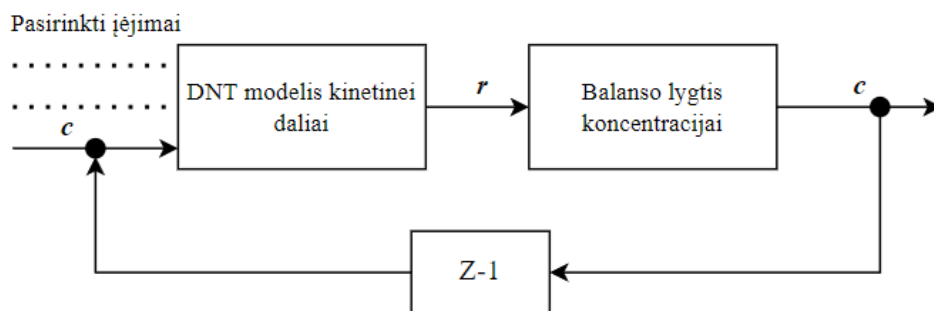 Pasirinkti įėjimai
DNT modelis kinetinei
daliai
r
Balanso lygtis
koncentracijai
c
c
Z-1